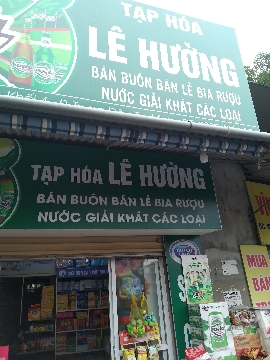 TẠP HÓA
LÊ HƯỜNG
BÁN BUÔN BÁN LẺ BIA RƯỢU
NƯỚC GIẢI KHÁT CÁC LOẠI
TẠP HÓA LÊ HƯỜNG
BÁN BUÔN BÁN LẺ BIA RƯỢU
NƯỚC GIẢI KHÁT CÁC LOẠI
MUA
BÁN